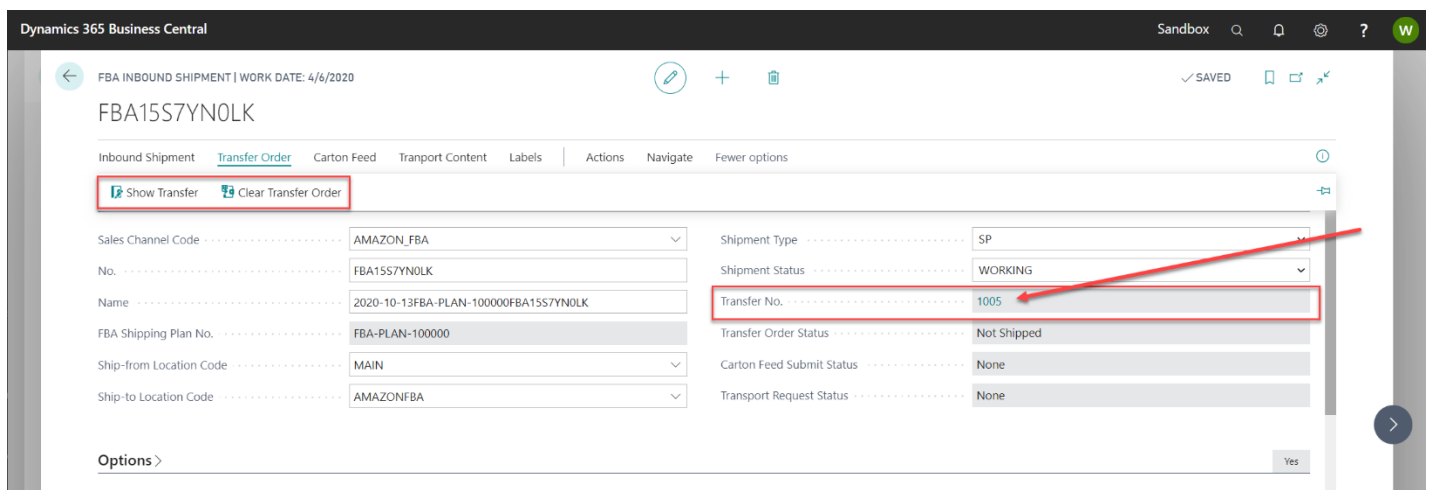 Dynamics 365 Business Central Sandbox ? W
FBA INBOUND SHIPMENT | WORK DATE: 4/6/2020 SAVED
FBA15S7YN0LK
Inbound Shipment Transfer Order Carton Feed Tranport Content Labels Actions Navigate Fewer options
Show Transfer Clear Transfer Order
Sales Channel Code AMAZON_FBA Shipment Type SP
No. FBA15S7YN0LK Shipment Status WORKING
Name 2020-10-13FBA-PLAN-100000FBA15S7YN0LK Transfer No. 1005
FBA Shipping Plan No. FBA-PLAN-100000 Transfer Order Status Not Shipped
Ship-from Location Code MAIN Carton Feed Submit Status None
Ship-to Location Code AMAZONFBA Transport Request Status None
Options Yes